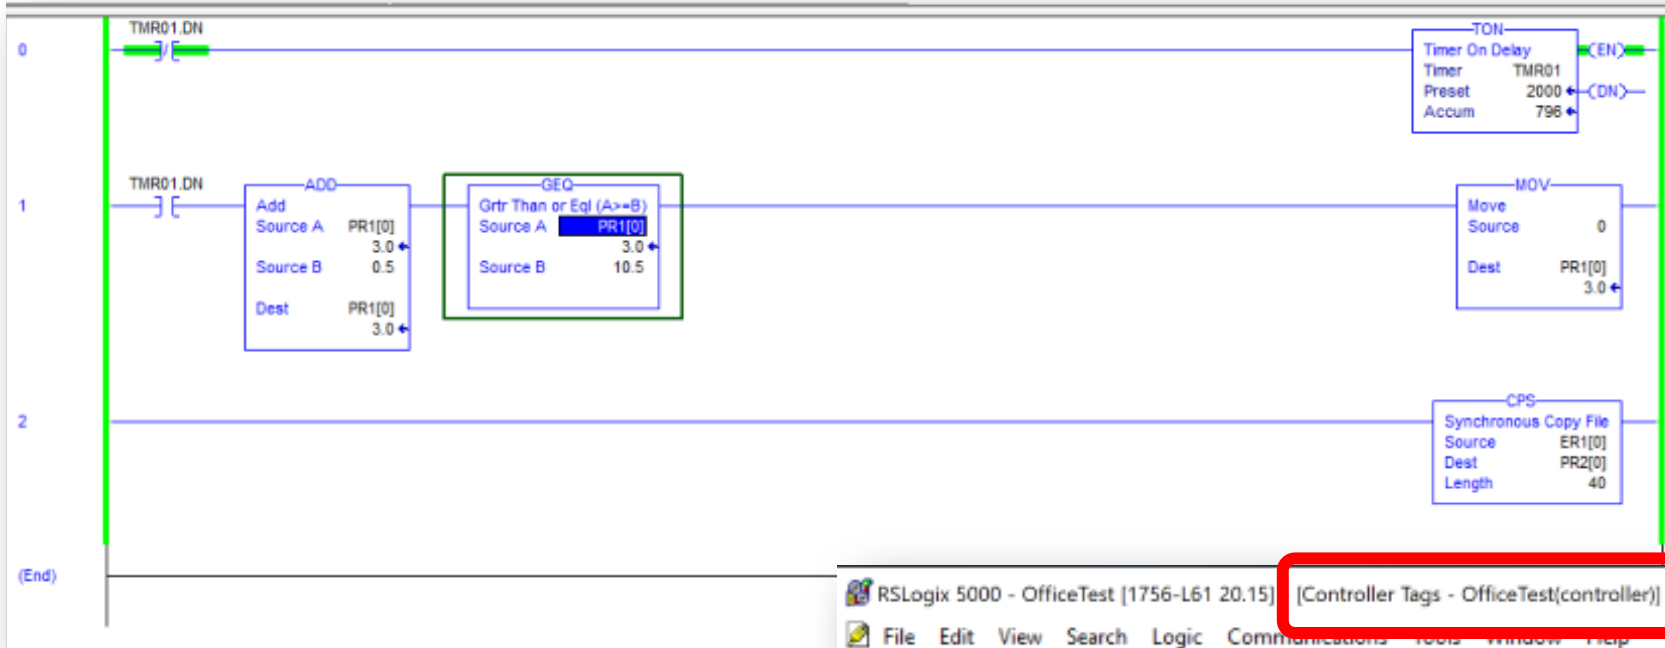 TMR01.DN
0
TON
Timer On Delay
(EN)
Timer TMR01
Preset 2000
(DN)
Accum 796
TMR01.DN
1
ADD
Add
Source A PR1[0]
3.0
Source B 0.5
Dest PR1[0]
3.0
GEQ
Grtr Than or Eql (A>=B)
Source A PR1[0]
3.0
Source B 10.5
MOV
Move
Source 0
Dest PR1[0]
3.0
2
CPS
Synchronous Copy File
Source ER1[0]
Dest PR2[0]
Length 40
(End)
RSLogix 5000 - OfficeTest [1756-L61 20.15] [Controller Tags - OfficeTest(controller)]
File Edit View Search Logic Communications Tools Window Help